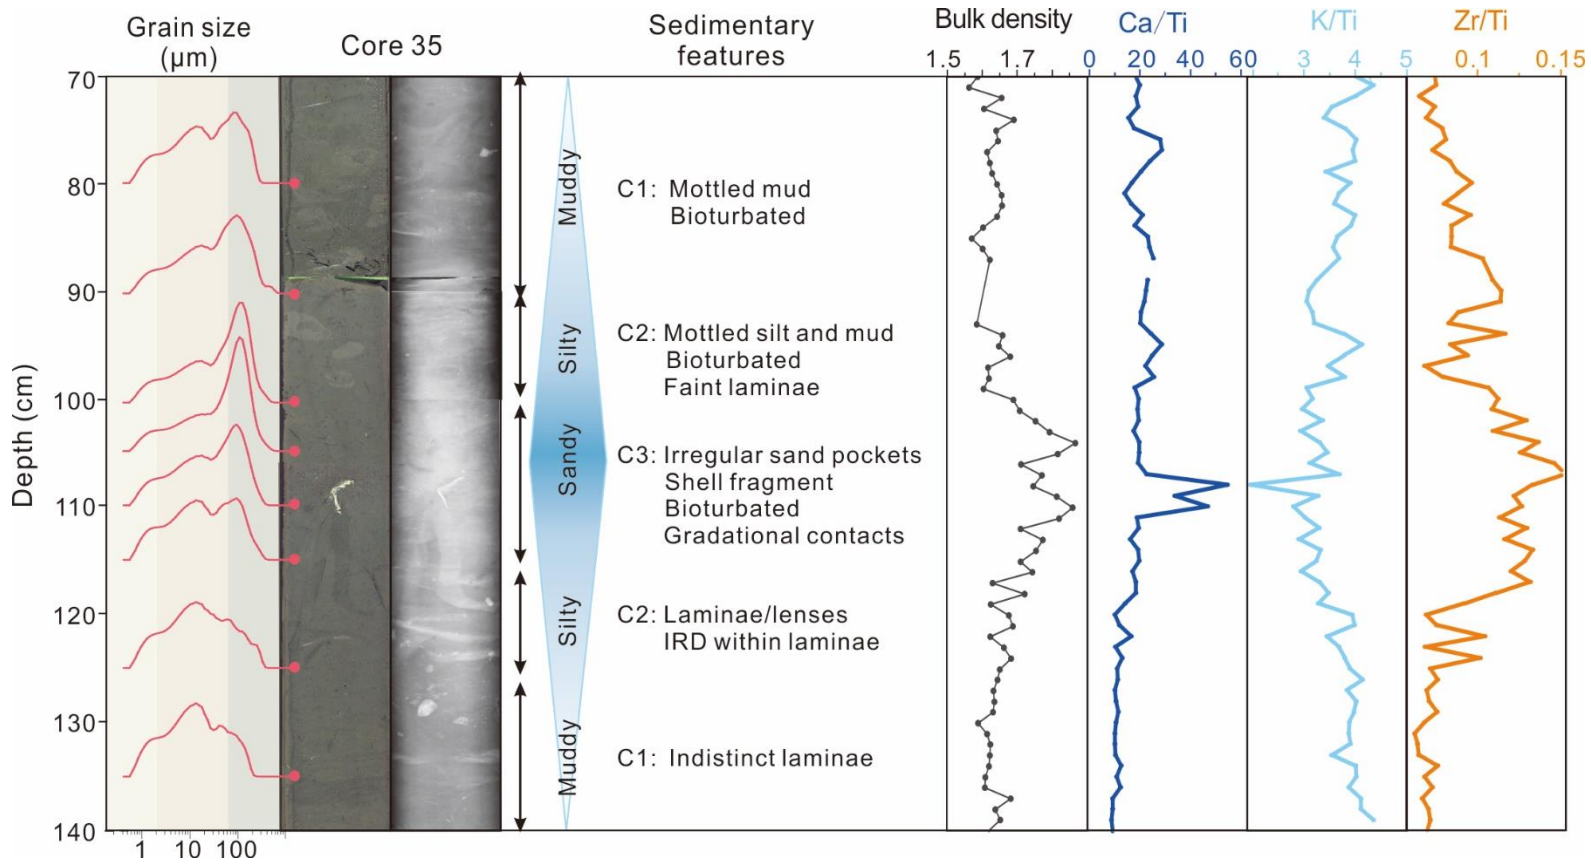 Grain size
(µm)
Core 35
Sedimentary
features
Bulk density
Ca/Ti
K/Ti
Zr/Ti
1.5 1.7
0 20 40 60
3 4 5
0.1 0.15
Depth (cm)
70
80
90
100
110
120
130
140
1 10 100
Muddy
Silty
Sandy
Silty
Muddy
C1: Mottled mud
Bioturbated
C2: Mottled silt and mud
Bioturbated
Faint laminae
C3: Irregular sand pockets
Shell fragment
Bioturbated
Gradational contacts
C2: Laminae/lenses
IRD within laminae
C1: Indistinct laminae